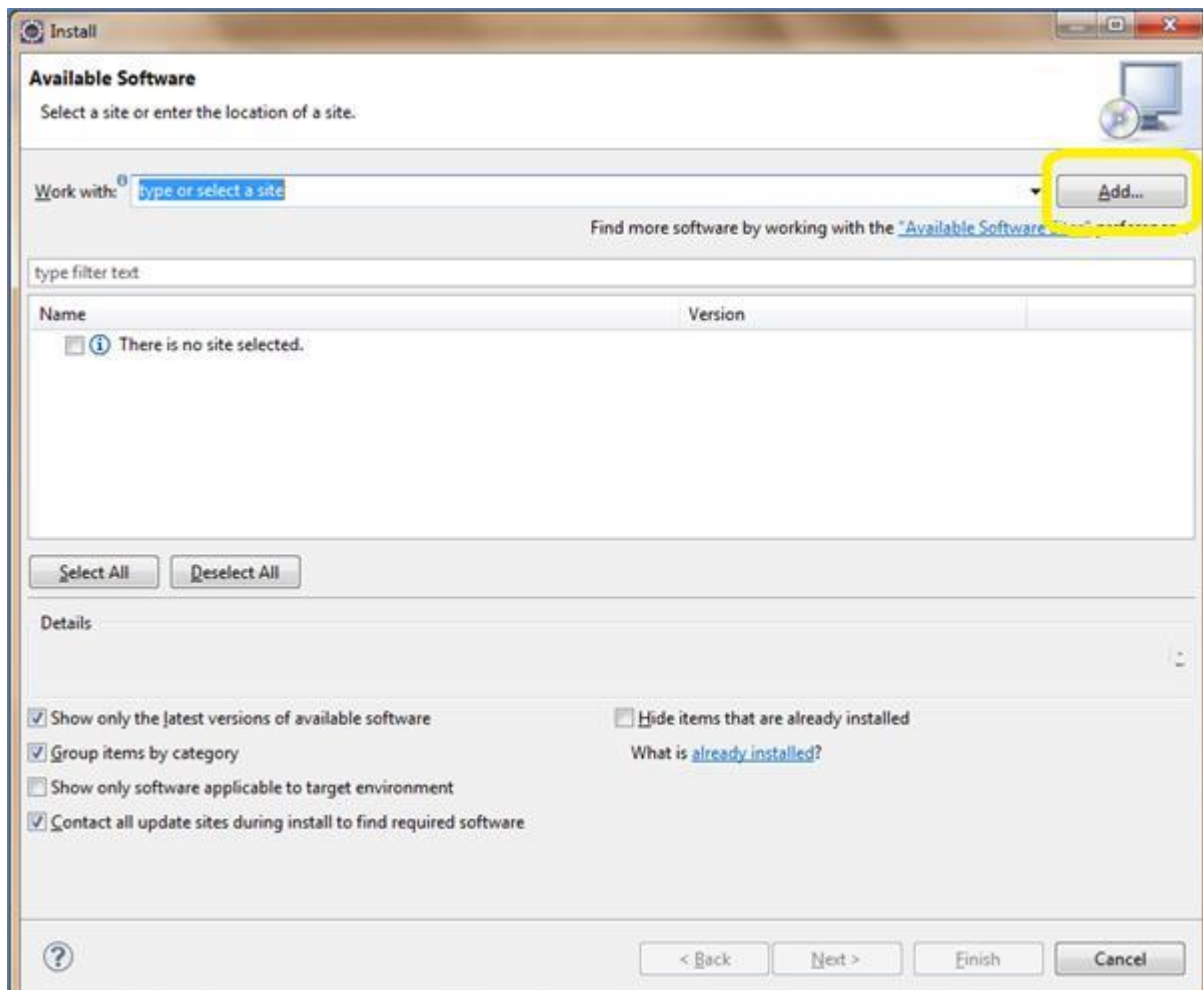 Install
Available Software
Select a site or enter the location of a site.
Work with: type or select a site Add...
Find more software by working with the "Available Software
type filter text
Name Version
There is no site selected.
Select All Deselect All
Details
Show only the latest versions of available software Hide items that are already installed
Group items by category What is already installed?
Show only software applicable to target environment
Contact all update sites during install to find required software
? < Back Next > Finish Cancel